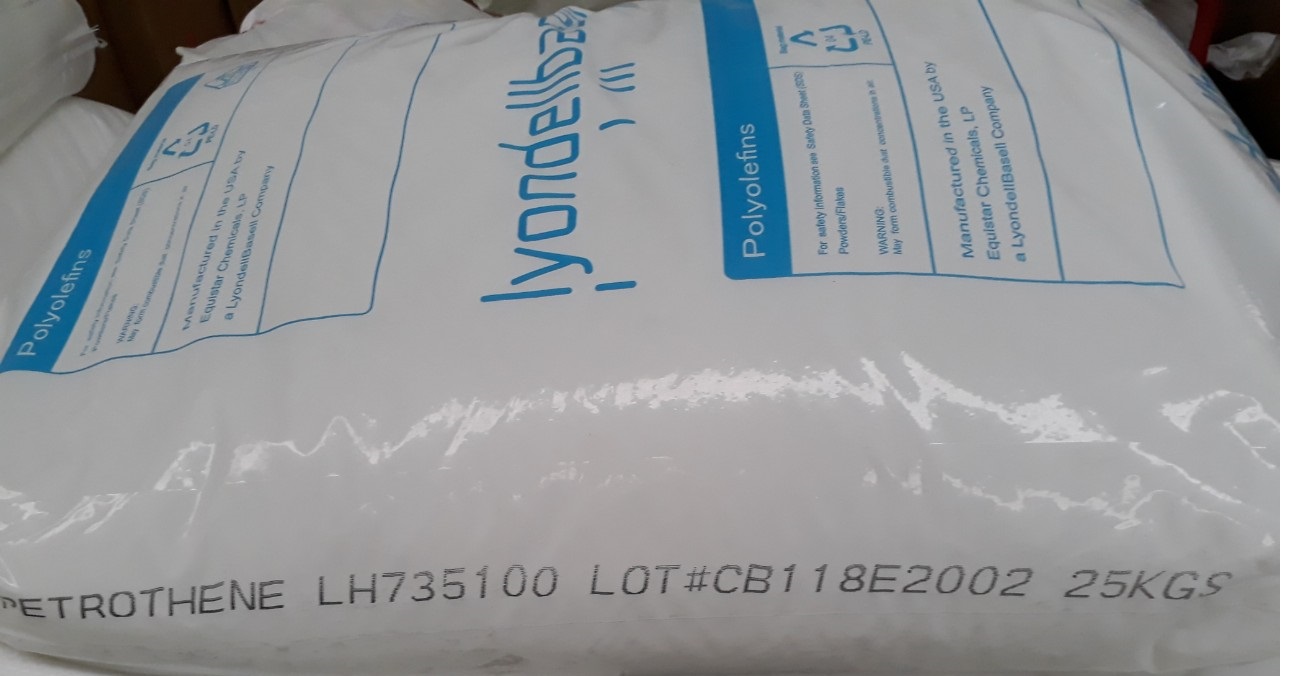 Polyolefins
WARNING:
Manufactured in the USA by
Equistar Chemicals, LP
a LyondellBasell Company
lyondellbase
Polyolefins
For safety information see Safety Data Sheet (SDS)
Powders/Flakes
WARNING:
May form combustible dust concentrations in air
Manufactured in the USA by
Equistar Chemicals, LP
a LyondellBasell Company
PETROTHENE LH735100 LOT#CB118E2002 25KGS